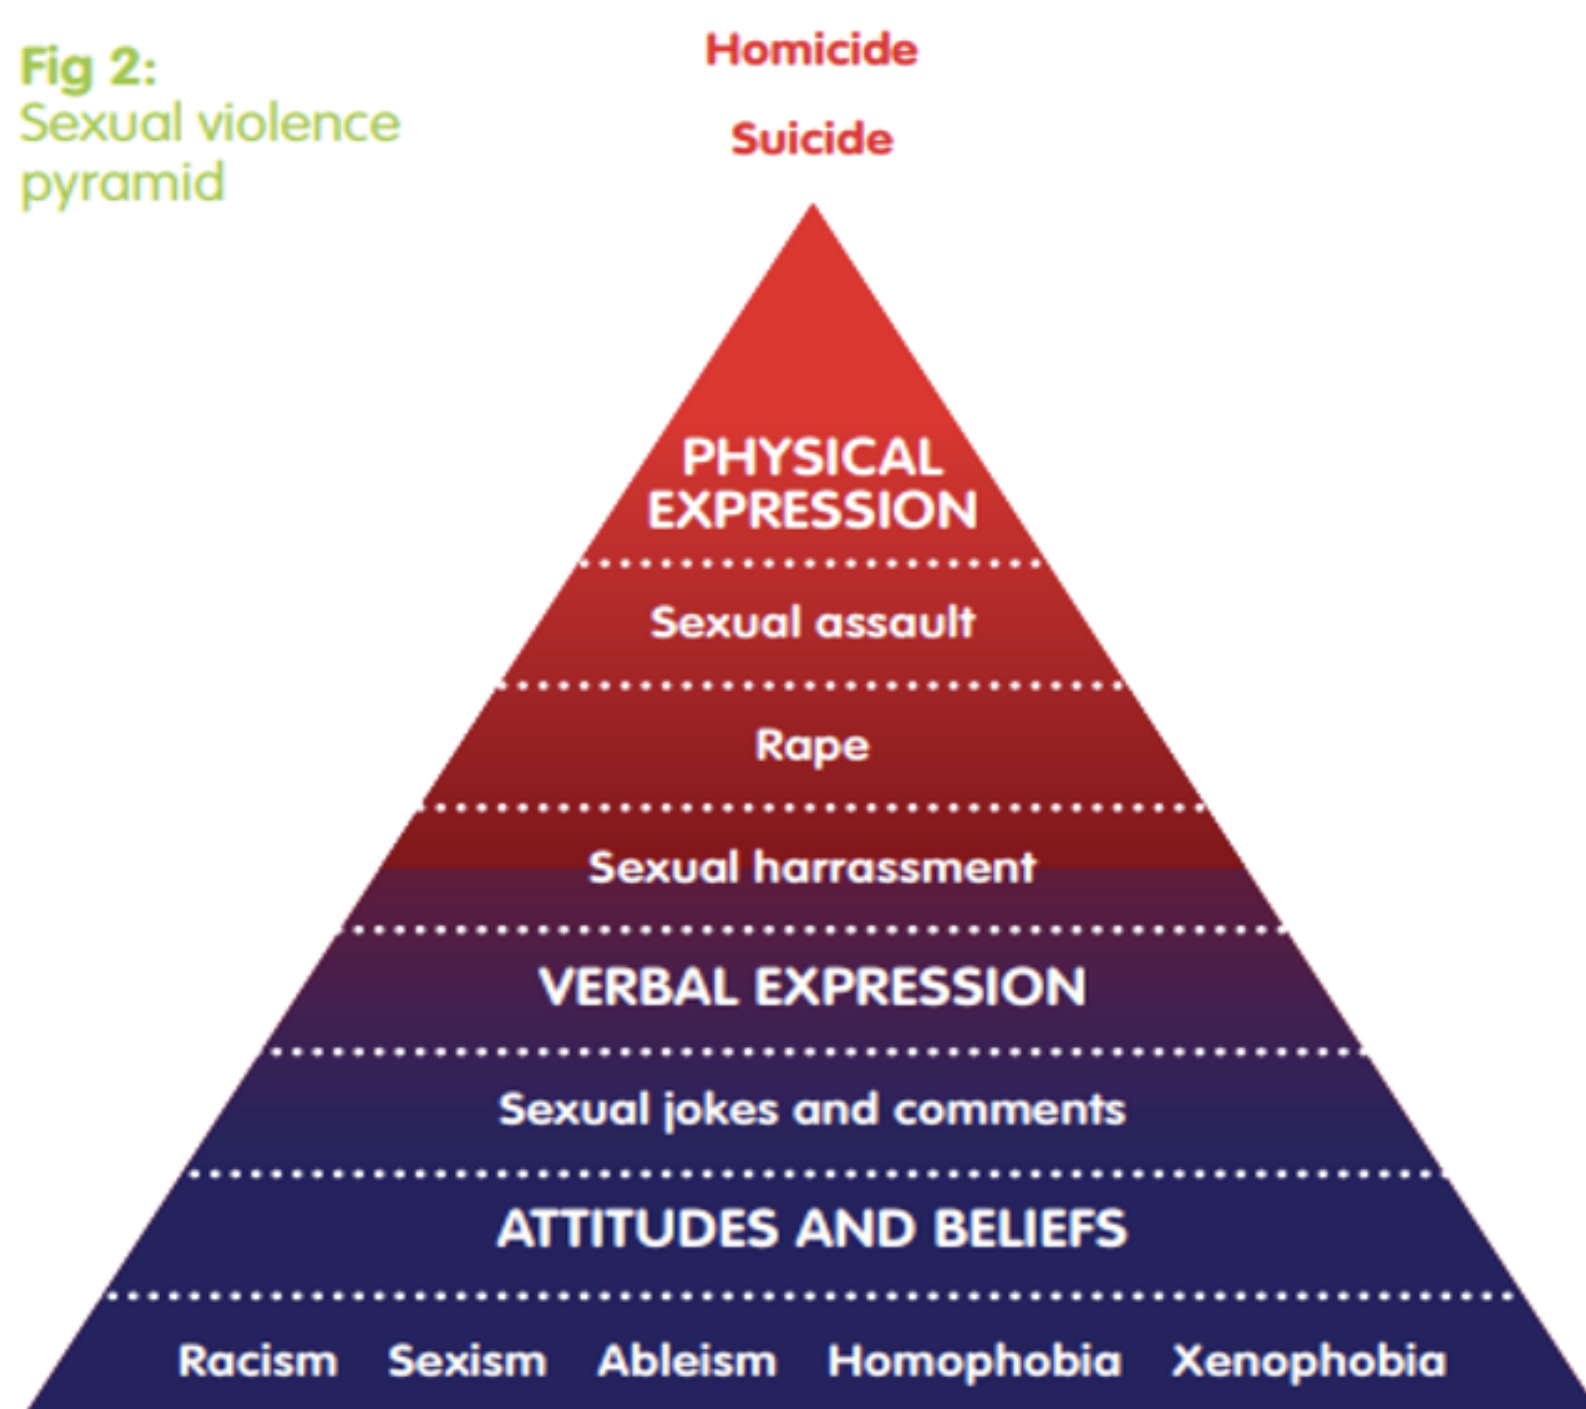 Fig 2:
Sexual violence
pyramid
Homicide
Suicide
PHYSICAL
EXPRESSION
Sexual assault
Rape
Sexual harrassment
VERBAL EXPRESSION
Sexual jokes and comments
ATTITUDES AND BELIEFS
Racism Sexism Ableism Homophobia Xenophobia